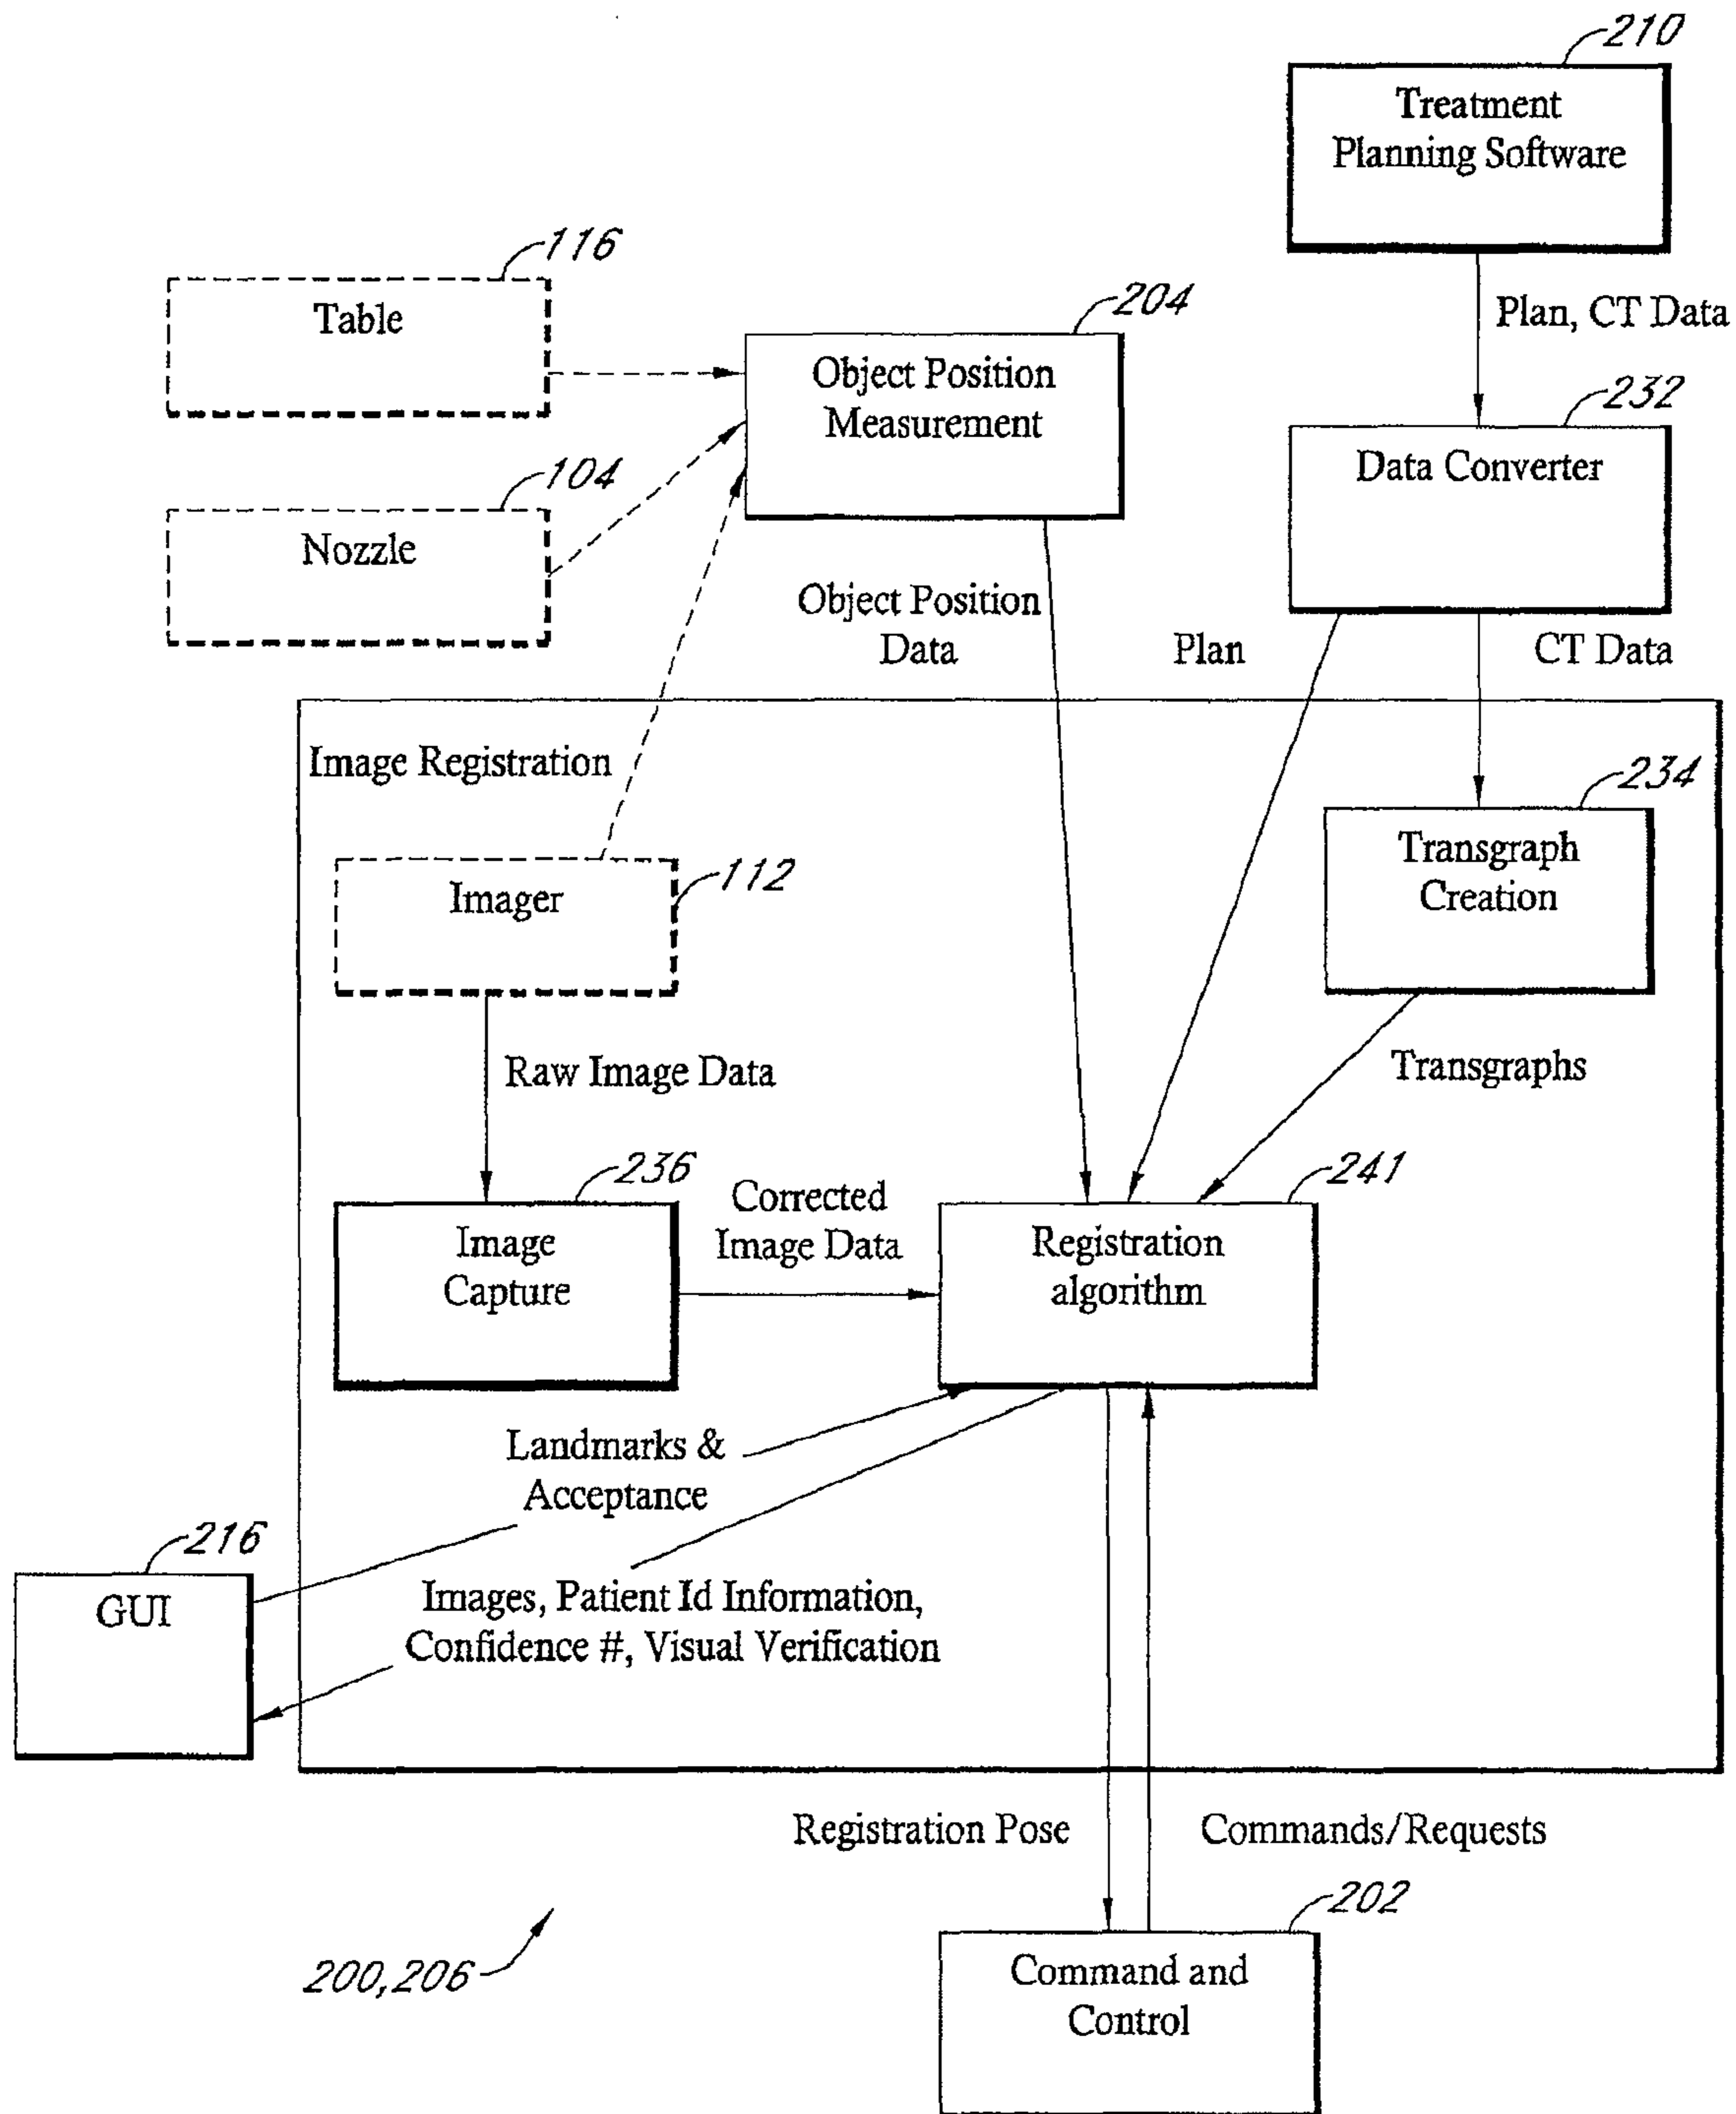 210
Treatment
Planning Software
116
Table
204
Object Position
Measurement
Plan, CT Data
232
Data Converter
104
Nozzle
Object Position
Data
Plan
CT Data
Image Registration
234
Transgraph
Creation
112
Imager
Raw Image Data
Transgraphs
236
Image
Capture
Corrected
Image Data
241
Registration
algorithm
Landmarks &
Acceptance
216
GUI
Images, Patient Id Information,
Confidence #, Visual Verification
Registration Pose
Commands/Requests
202
Command and
Control
200,206